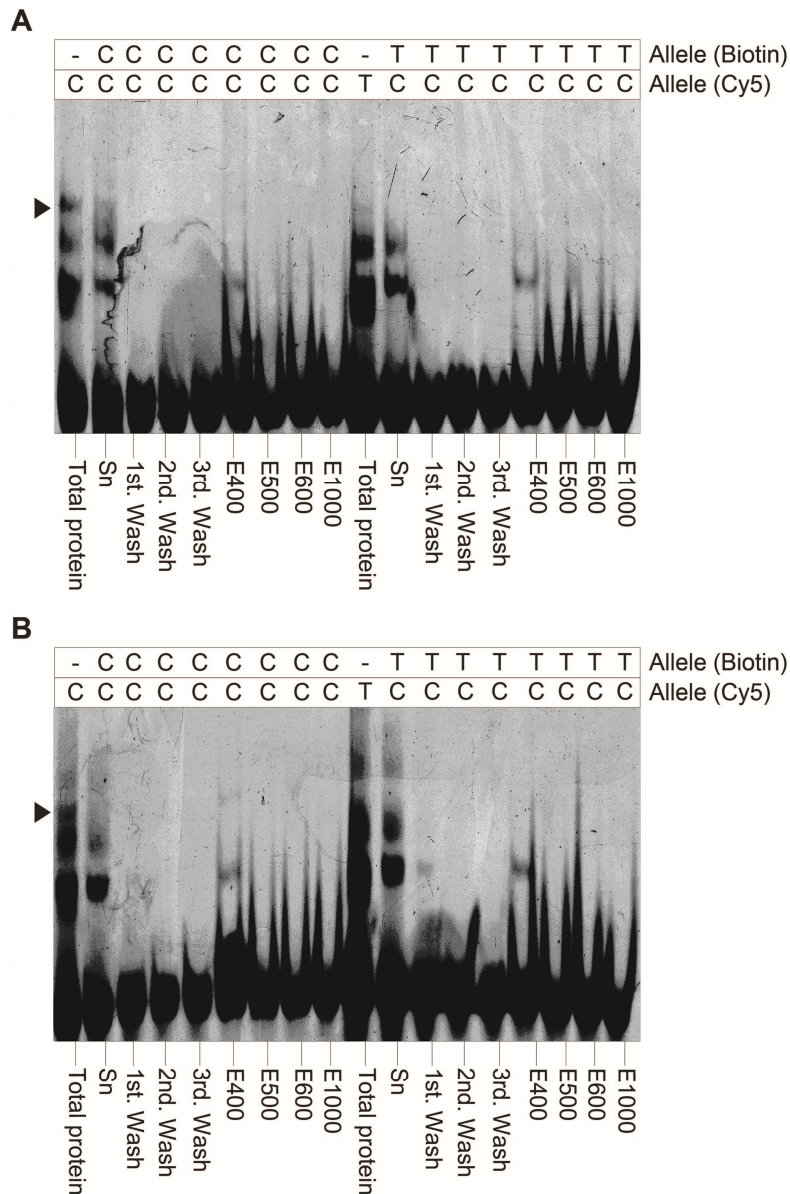 A
- C C C C C C C C - T T T T T T T T Allele (Biotin)
C C C C C C C C C T C C C C C C C C Allele (Cy5)
Total protein
Sn
1st. Wash
2nd. Wash
3rd. Wash
E400
E500
E600
E1000
Total protein
Sn
1st. Wash
2nd. Wash
3rd. Wash
E400
E500
E600
E1000
B
- C C C C C C C C - T T T T T T T T Allele (Biotin)
C C C C C C C C C T C C C C C C C C Allele (Cy5)
Total protein
Sn
1st. Wash
2nd. Wash
3rd. Wash
E400
E500
E600
E1000
Total protein
Sn
1st. Wash
2nd. Wash
3rd. Wash
E400
E500
E600
E1000